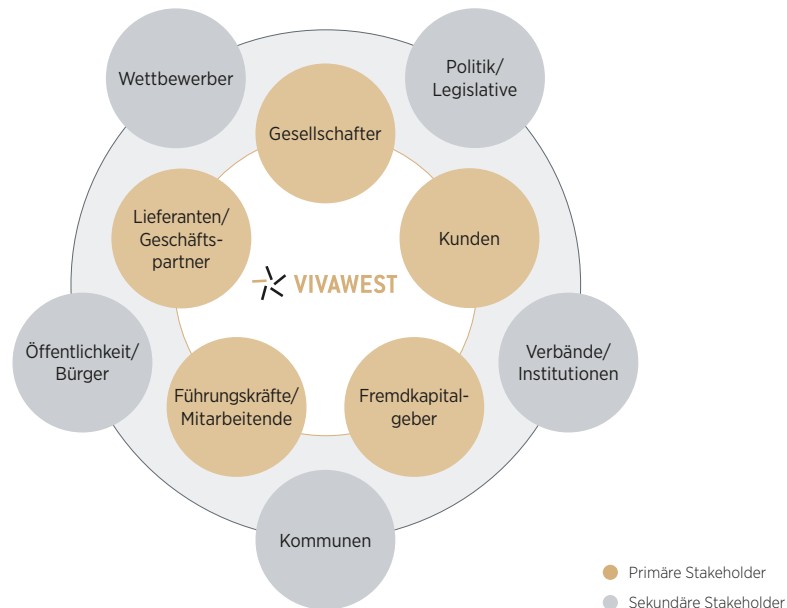 Wettbewerber
Politik/
Legislative
Gesellschafter
Lieferanten/
Geschäfts-
partner
Kunden
VIVAWEST
Öffentlichkeit/
Bürger
Verbände/
Institutionen
Führungskräfte/
Mitarbeitende
Fremdkapital-
geber
Kommunen
Primäre Stakeholder
Sekundäre Stakeholder